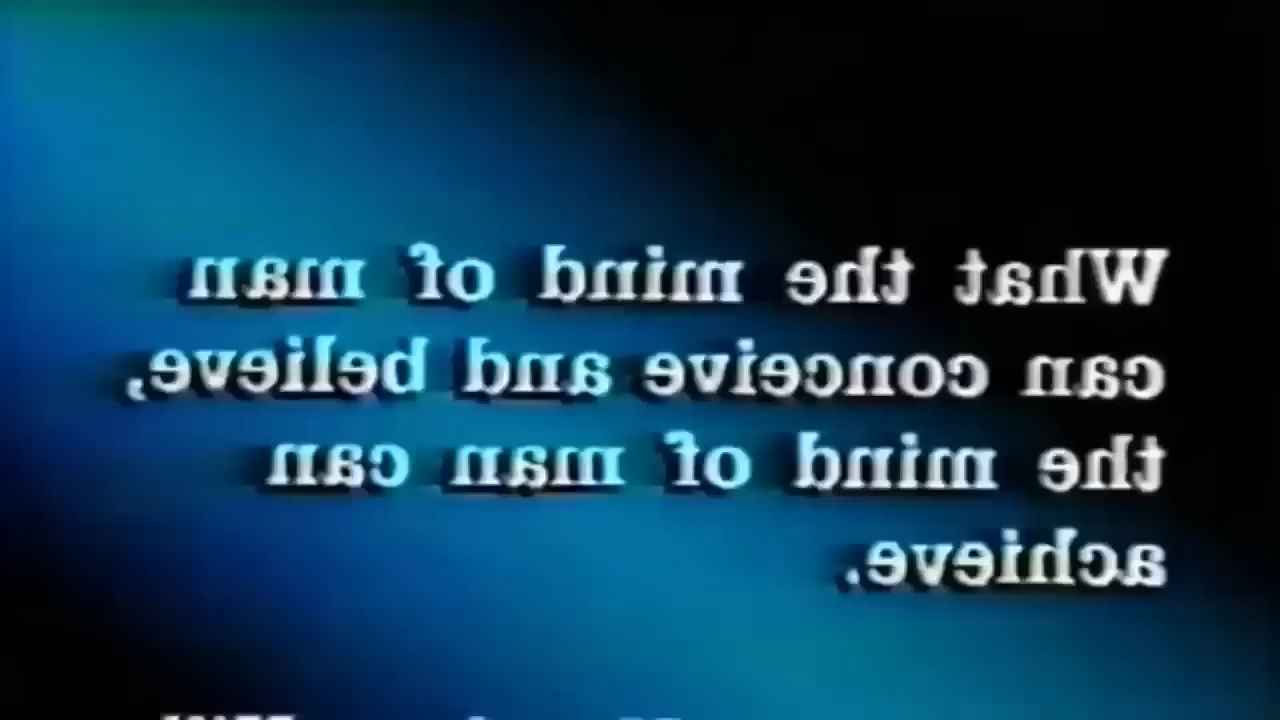 What the mind of man
can conceive and believe,
the mind of man can
achieve.